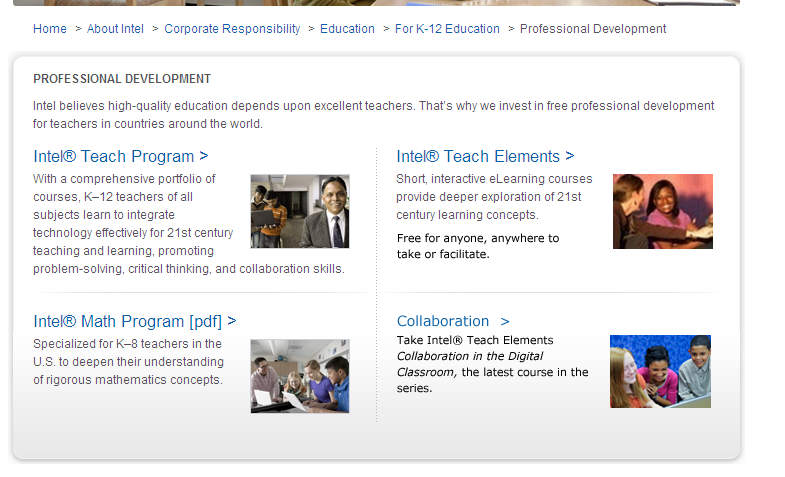 Home > About Intel > Corporate Responsibility > Education > For K-12 Education > Professional Development
PROFESSIONAL DEVELOPMENT
Intel believes high-quality education depends upon excellent teachers. That's why we invest in free professional development
for teachers in countries around the world.
Intel® Teach Program >
With a comprehensive portfolio of
courses, K–12 teachers of all
subjects learn to integrate
technology effectively for 21st century
teaching and learning, promoting
problem-solving, critical thinking, and collaboration skills.
Intel® Teach Elements >
Short, interactive eLearning courses
provide deeper exploration of 21st
century learning concepts.
Free for anyone, anywhere to
take or facilitate.
Intel® Math Program [pdf] >
Specialized for K–8 teachers in the
U.S. to deepen their understanding
of rigorous mathematics concepts.
Collaboration >
Take Intel® Teach Elements
Collaboration in the Digital
Classroom, the latest course in the
series.